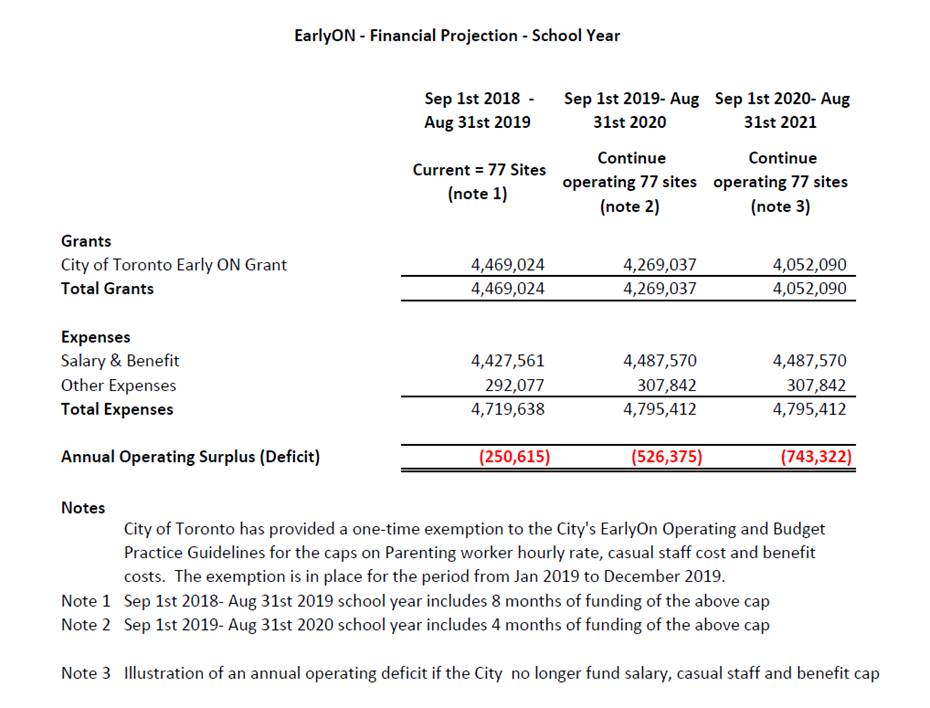 EarlyON - Financial Projection - School Year
Sep 1st 2018 - Sep 1st 2019- Aug Sep 1st 2020- Aug
Aug 31st 2019 31st 2020 31st 2021
Current = 77 Sites (note 1)
Continue operating 77 sites (note 2)
Continue operating 77 sites (note 3)
Grants
City of Toronto Early ON Grant 4,469,024 4,269,037 4,052,090
Total Grants 4,469,024 4,269,037 4,052,090
Expenses
Salary & Benefit 4,427,561 4,487,570 4,487,570
Other Expenses 292,077 307,842 307,842
Total Expenses 4,719,638 4,795,412 4,795,412
Annual Operating Surplus (Deficit) (250,615) (526,375) (743,322)
Notes
City of Toronto has provided a one-time exemption to the City's EarlyOn Operating and Budget
Practice Guidelines for the caps on Parenting worker hourly rate, casual staff cost and benefit
costs. The exemption is in place for the period from Jan 2019 to December 2019.
Note 1 Sep 1st 2018- Aug 31st 2019 school year includes 8 months of funding of the above cap
Note 2 Sep 1st 2019- Aug 31st 2020 school year includes 4 months of funding of the above cap
Note 3 Illustration of an annual operating deficit if the City no longer fund salary, casual staff and benefit cap